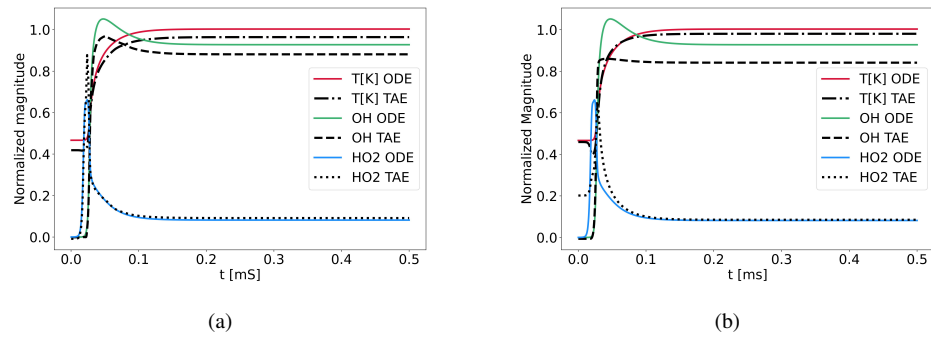 Normalized magnitude
1.0
0.8
0.6
0.4
0.2
0.0
T[K] ODE
T[K] TAE
OH ODE
OH TAE
HO2 ODE
HO2 TAE
0.0 0.1 0.2 0.3 0.4 0.5
t [mS]
(a)
Normalized Magnitude
1.0
0.8
0.6
0.4
0.2
0.0
T[K] ODE
T[K] TAE
OH ODE
OH TAE
HO2 ODE
HO2 TAE
0.0 0.1 0.2 0.3 0.4 0.5
t [ms]
(b)